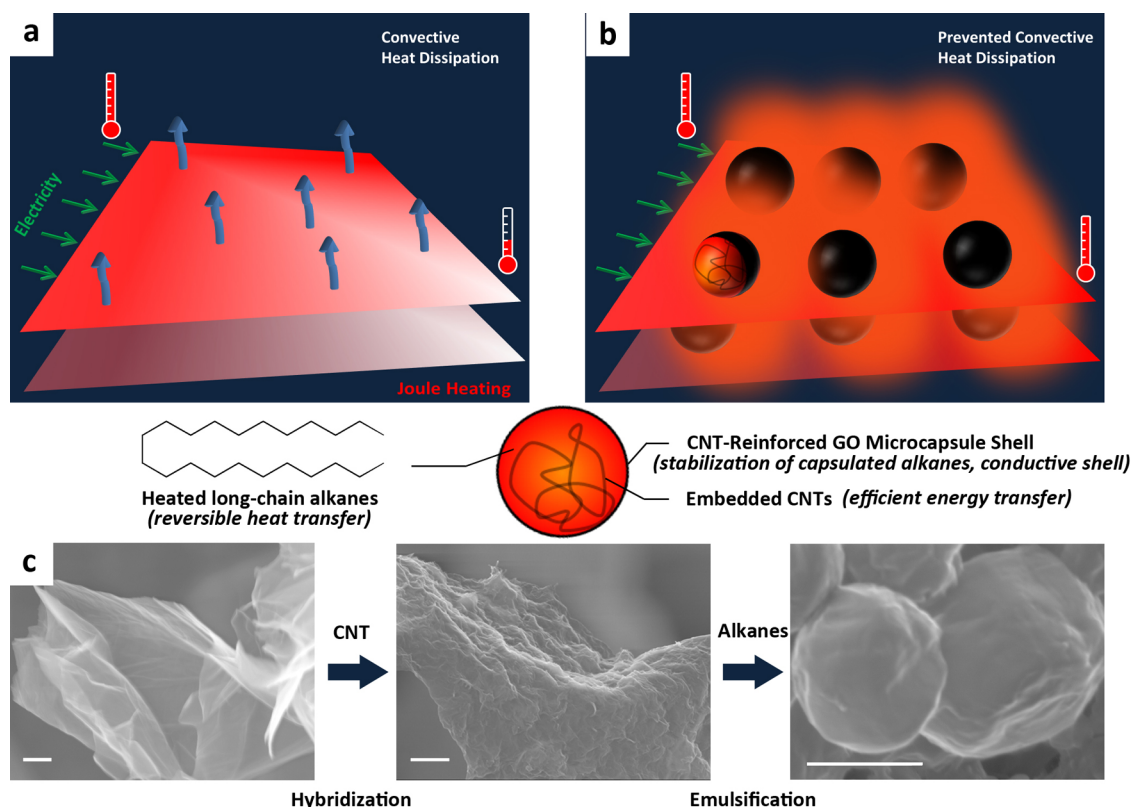 a
Convective
Heat Dissipation
Electricity
Joule Heating
b
Prevented Convective
Heat Dissipation
Heated long-chain alkanes
(reversible heat transfer)
CNT-Reinforced GO Microcapsule Shell
(stabilization of capsulated alkanes, conductive shell)
Embedded CNTs (efficient energy transfer)
c
CNT
Alkanes
Hybridization
Emulsification